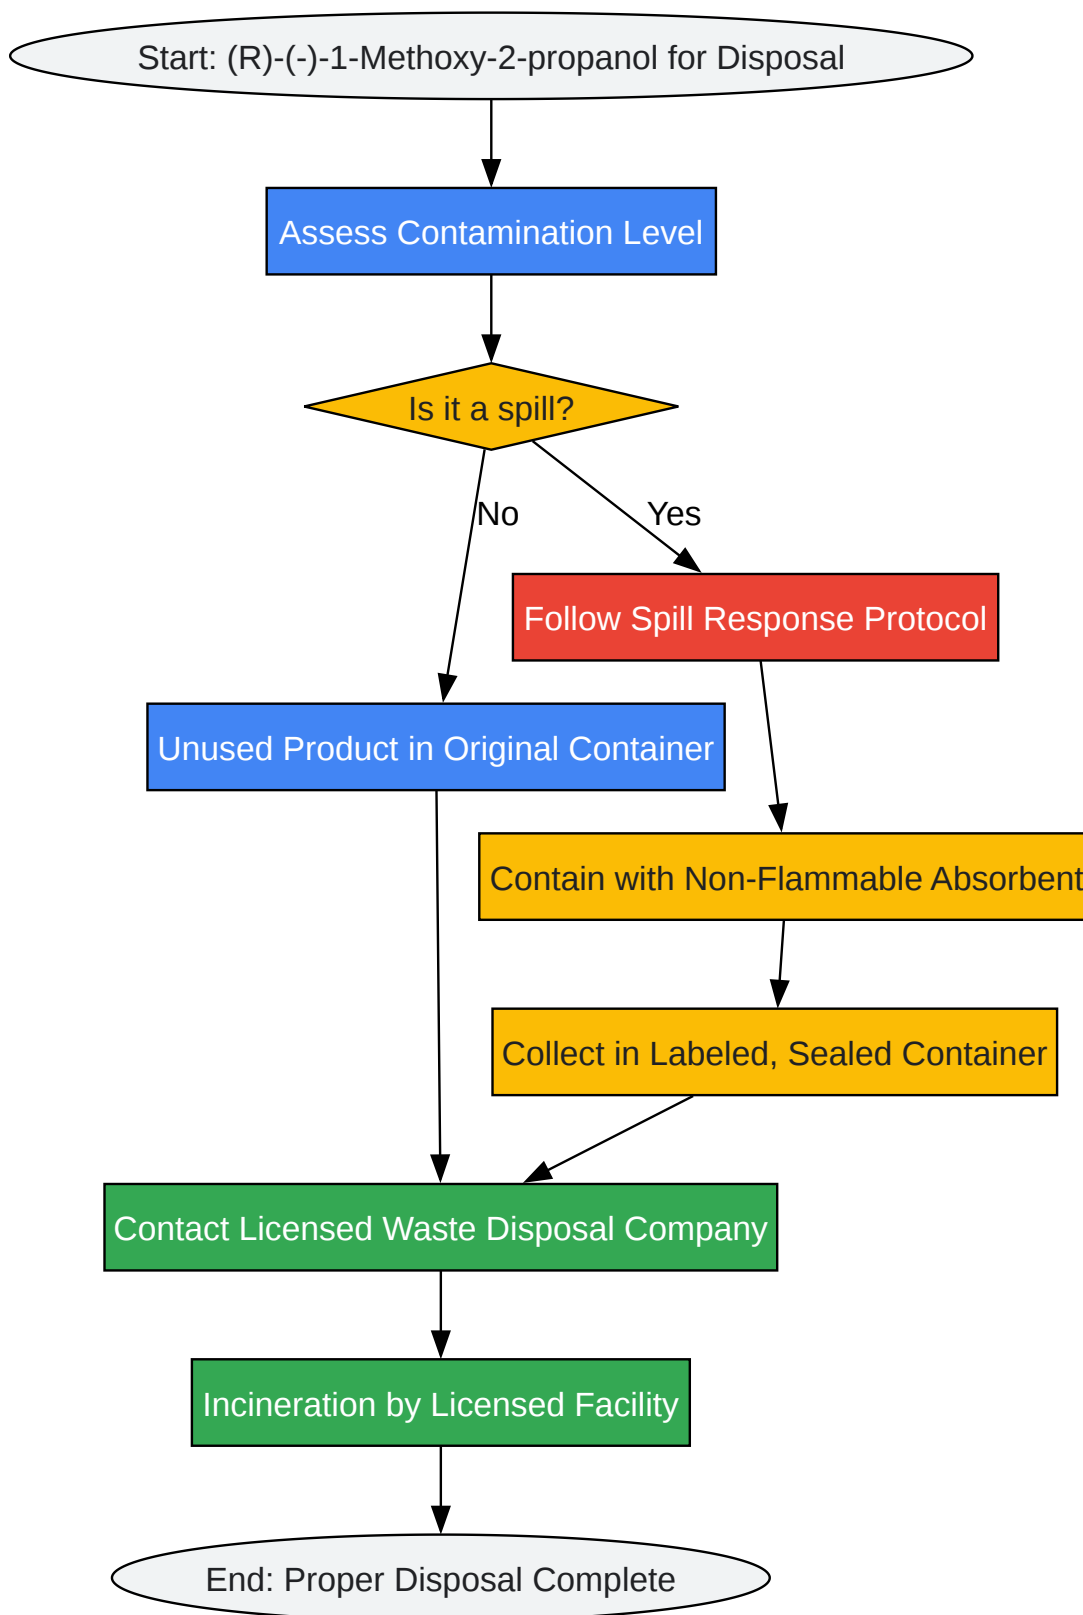 Start: (R)-(-)-1-Methoxy-2-propanol for Disposal
Assess Contamination Level
Is it a spill?
No
Yes
Follow Spill Response Protocol
Unused Product in Original Container
Contain with Non-Flammable Absorbent
Collect in Labeled, Sealed Container
Contact Licensed Waste Disposal Company
Incineration by Licensed Facility
End: Proper Disposal Complete